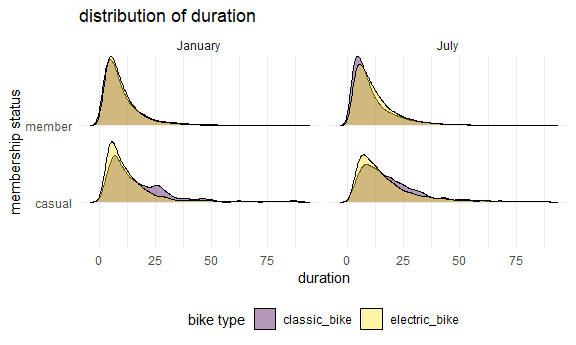 distribution of duration
January July
membership status
member
casual
0 25 50 75 0 25 50 75
duration
bike type classic_bike electric_bike